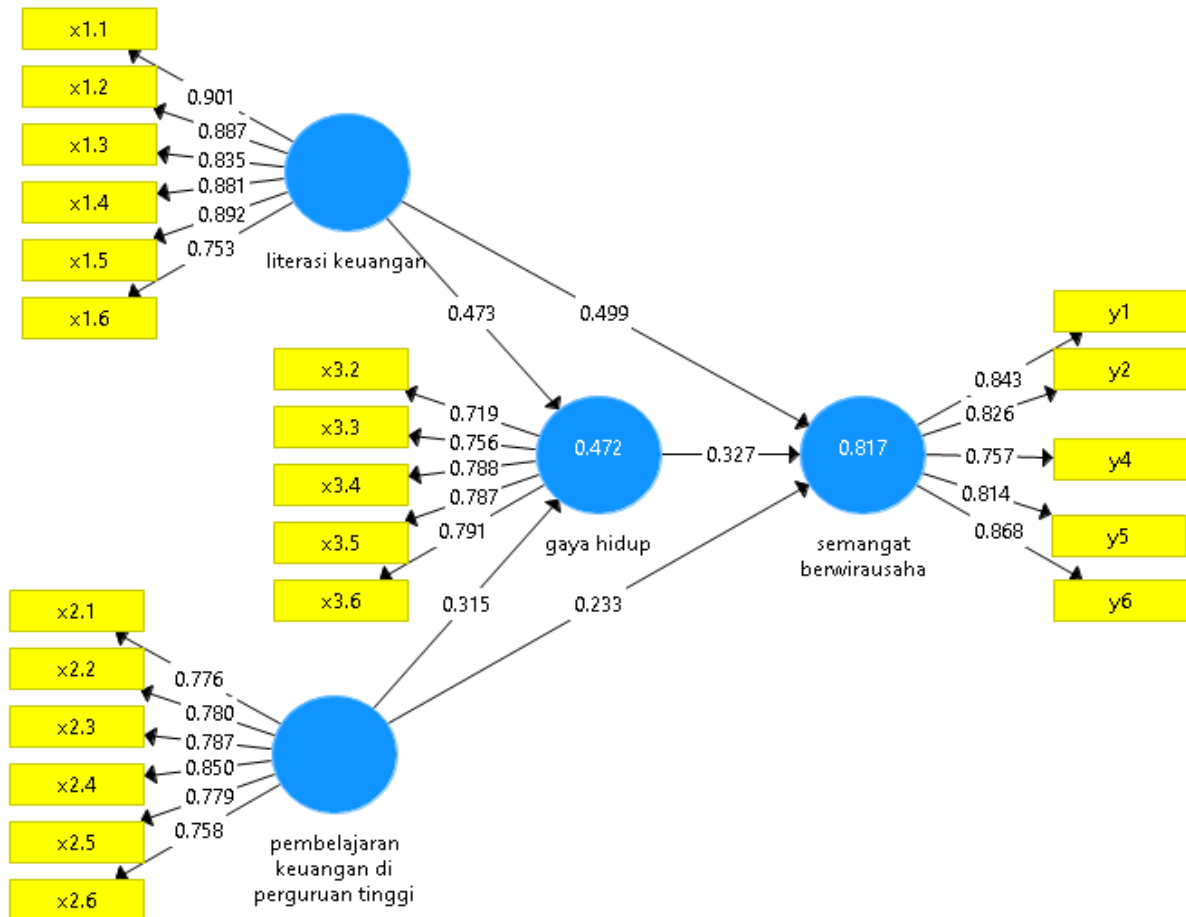 x1.1
x1.2
x1.3
x1.4
x1.5
x1.6
0.901
0.887
0.835
0.881
0.892
0.753
literasi keuangan
0.473
0.499
x3.2
x3.3
x3.4
x3.5
x3.6
0.719
0.756
0.788
0.787
0.791
0.472
gaya hidup
0.327
0.817
semangat
berwirausaha
0.843
0.826
0.757
0.814
0.868
y1
y2
y4
y5
y6
0.315
0.233
x2.1
x2.2
x2.3
x2.4
x2.5
x2.6
0.776
0.780
0.787
0.850
0.779
0.758
pembelajaran
keuangan di
perguruan tinggi